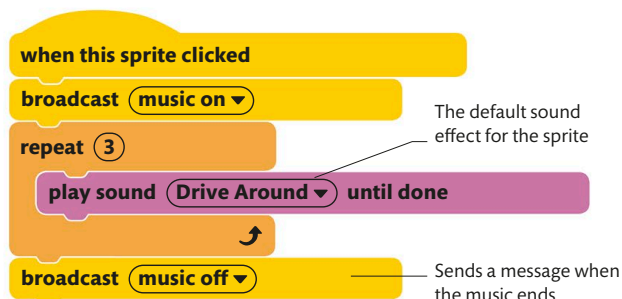 when this sprite clicked
broadcast music on
The default sound
effect for the sprite
repeat 3
play sound Drive Around until done
broadcast music off
Sends a message when
the music ends